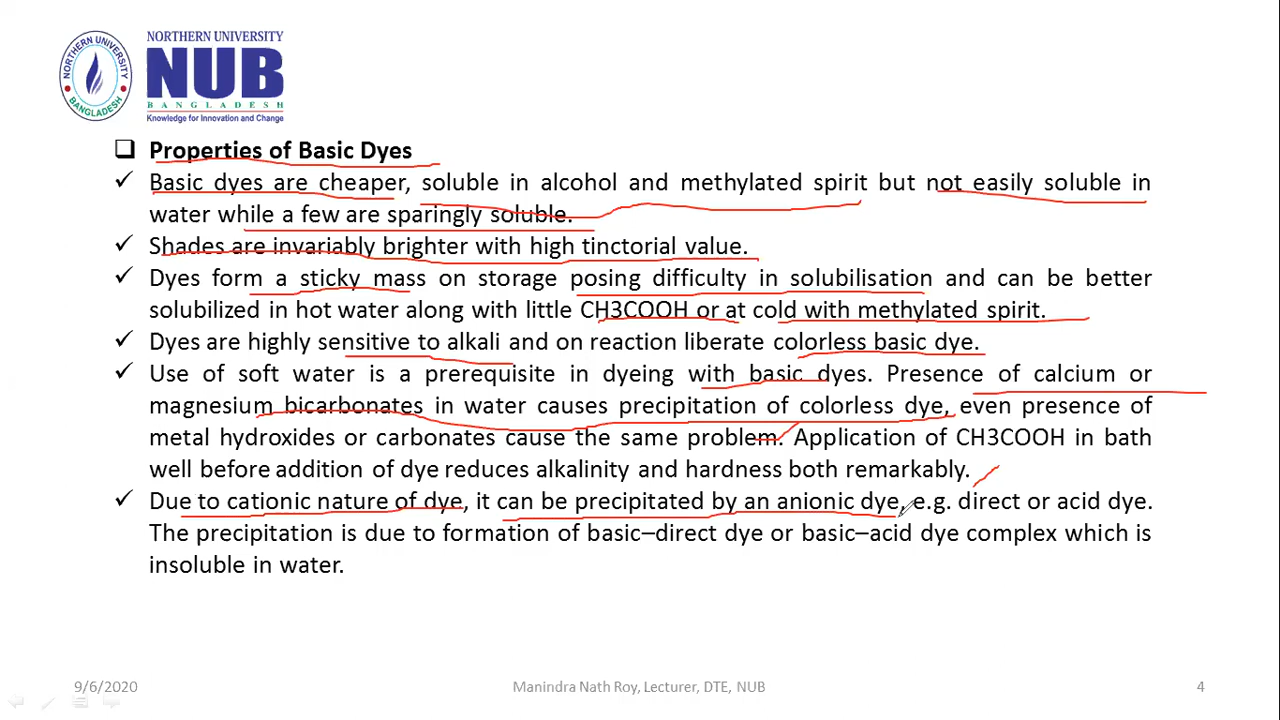 NORTHERN UNIVERSITY
BANGLADESH
NORTHERN UNIVERSITY
NUB
BANGLADESH
Knowledge for Innovation and Change
Properties of Basic Dyes
Basic dyes are cheaper, soluble in alcohol and methylated spirit but not easily soluble in
water while a few are sparingly soluble.
Shades are invariably brighter with high tinctorial value.
Dyes form a sticky mass on storage posing difficulty in solubilisation and can be better
solubilized in hot water along with little CH3COOH or at cold with methylated spirit.
Dyes are highly sensitive to alkali and on reaction liberate colorless basic dye.
Use of soft water is a prerequisite in dyeing with basic dyes. Presence of calcium or
magnesium bicarbonates in water causes precipitation of colorless dye, even presence of
metal hydroxides or carbonates cause the same problem. Application of CH3COOH in bath
well before addition of dye reduces alkalinity and hardness both remarkably.
Due to cationic nature of dye, it can be precipitated by an anionic dye, e.g. direct or acid dye.
The precipitation is due to formation of basic–direct dye or basic–acid dye complex which is
insoluble in water.
9/6/2020
Manindra Nath Roy, Lecturer, DTE, NUB
4